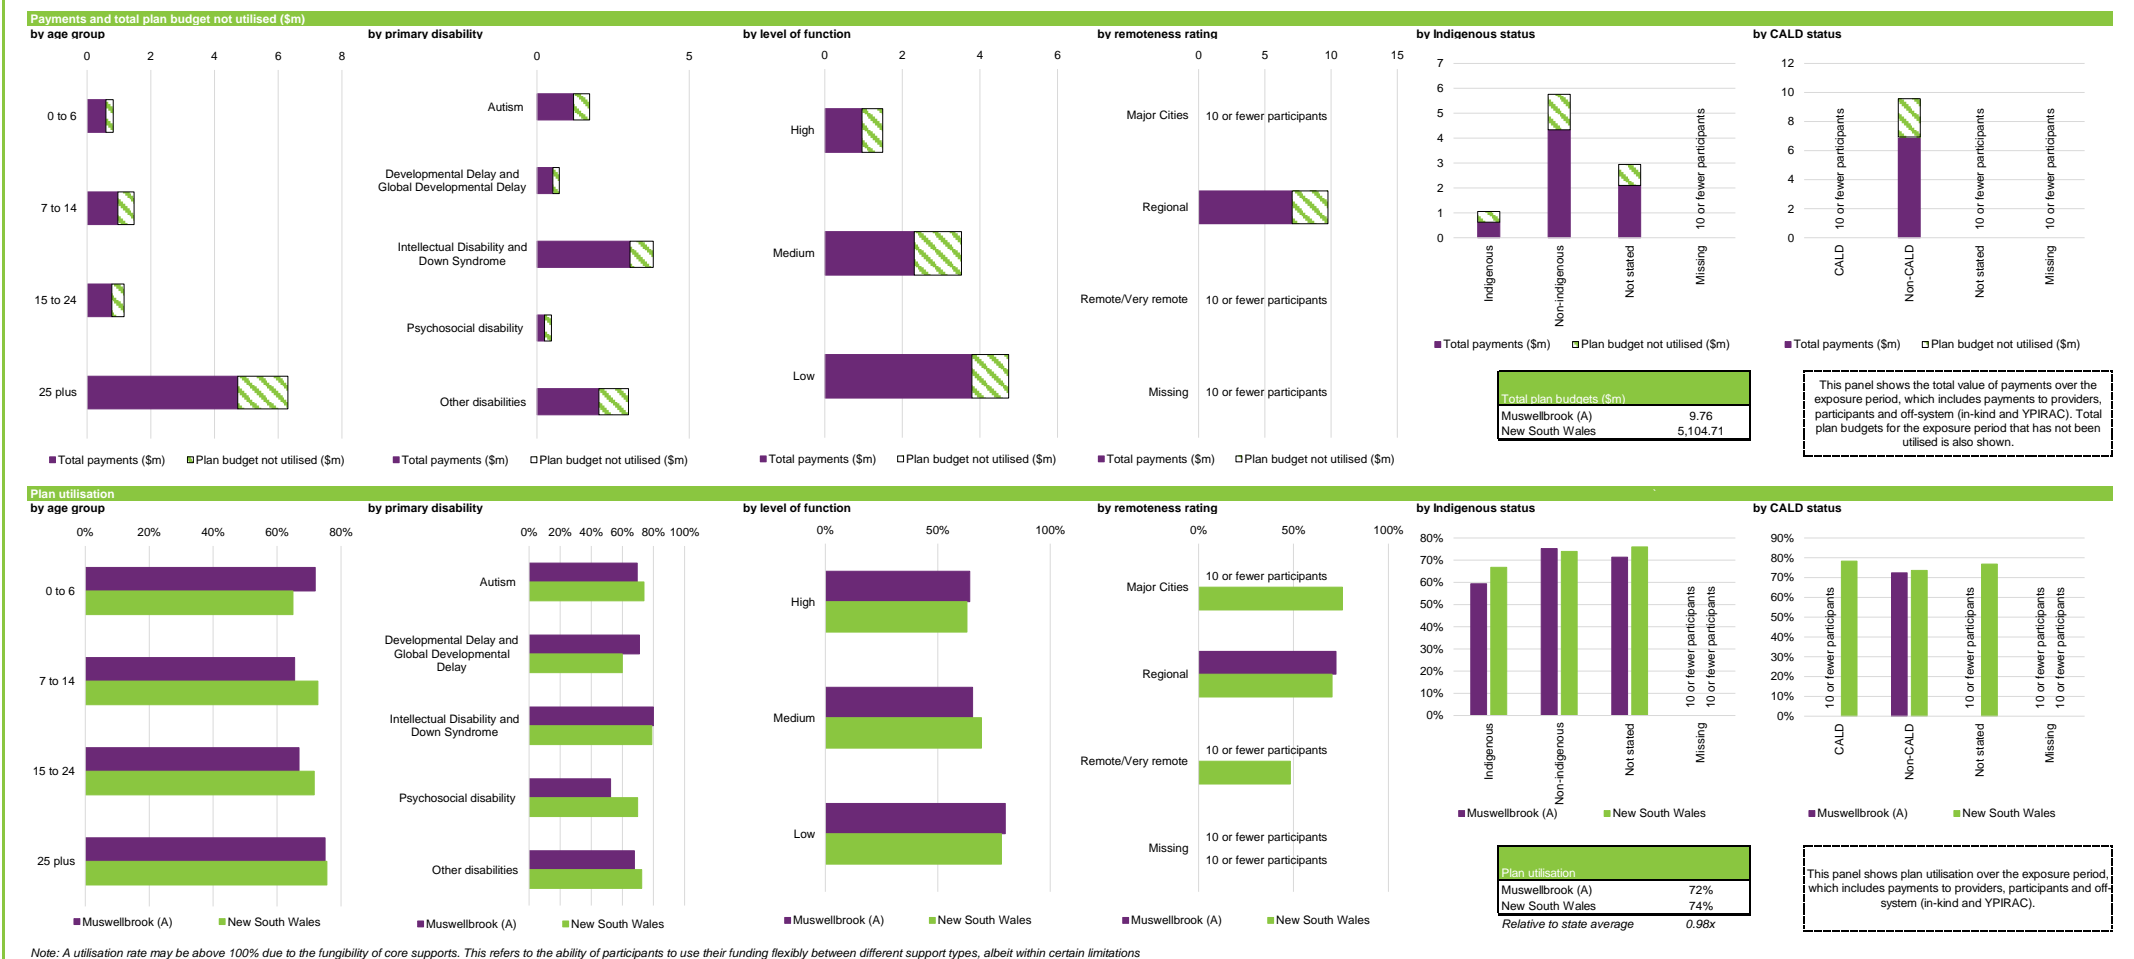 Payments and total plan budget not utilised ($m)
by age group
0 2 4 6 8
0 to 6
7 to 14
15 to 24
25 plus
Total payments ($m) Plan budget not utilised ($m)
by primary disability
0 5
Autism
Developmental Delay and
Global Developmental Delay
Intellectual Disability and
Down Syndrome
Psychosocial disability
Other disabilities
Total payments ($m) Plan budget not utilised ($m)
by level of function
0 2 4 6
High
Medium
Low
Total payments ($m) Plan budget not utilised ($m)
by remoteness rating
0 5 10 15
Major Cities 10 or fewer participants
Regional
Remote/Very remote 10 or fewer participants
Missing 10 or fewer participants
Total payments ($m) Plan budget not utilised ($m)
by Indigenous status
7
6
5
4
3
2
1
0
10 or fewer participants
Indigenous
Non-indigenous
Not stated
Missing
Total payments ($m) Plan budget not utilised ($m)
Total plan budgets ($m)
Muswellbrook (A) 9.76
New South Wales 5,104.71
by CALD status
12
10
8
6
4
2
0
10 or fewer participants
10 or fewer participants
10 or fewer participants
CALD
Non-CALD
Not stated
Missing
Total payments ($m) Plan budget not utilised ($m)
This panel shows the total value of payments over the
exposure period, which includes payments to providers,
participants and off-system (in-kind and YPIRAC). Total
plan budgets for the exposure period that has not been
utilised is also shown.
Plan utilisation
by age group
0% 20% 40% 60% 80%
0 to 6
7 to 14
15 to 24
25 plus
Muswellbrook (A) New South Wales
by primary disability
0% 20% 40% 60% 80% 100%
Autism
Developmental Delay and
Global Developmental
Delay
Intellectual Disability and
Down Syndrome
Psychosocial disability
Other disabilities
Muswellbrook (A) New South Wales
by level of function
0% 50% 100%
High
Medium
Low
Muswellbrook (A) New South Wales
by remoteness rating
0% 50% 100%
10 or fewer participants
Major Cities
Regional
10 or fewer participants
Remote/Very remote
10 or fewer participants
Missing
10 or fewer participants
Muswellbrook (A) New South Wales
by Indigenous status
80%
70%
60%
50%
40%
30%
20%
10%
0%
10 or fewer participants
10 or fewer participants
Indigenous
Non-indigenous
Not stated
Missing
Muswellbrook (A) New South Wales
Plan utilisation
Muswellbrook (A) 72%
New South Wales 74%
Relative to state average 0.98x
by CALD status
90%
80%
70%
60%
50%
40%
30%
20%
10%
0%
10 or fewer participants
10 or fewer participants
10 or fewer participants
10 or fewer participants
CALD
Non-CALD
Not stated
Missing
Muswellbrook (A) New South Wales
This panel shows plan utilisation over the exposure period,
which includes payments to providers, participants and off-
system (in-kind and YPIRAC).
Note: A utilisation rate may be above 100% due to the fungibility of core supports. This refers to the ability of participants to use their funding flexibly between different support types, albeit within certain limitations